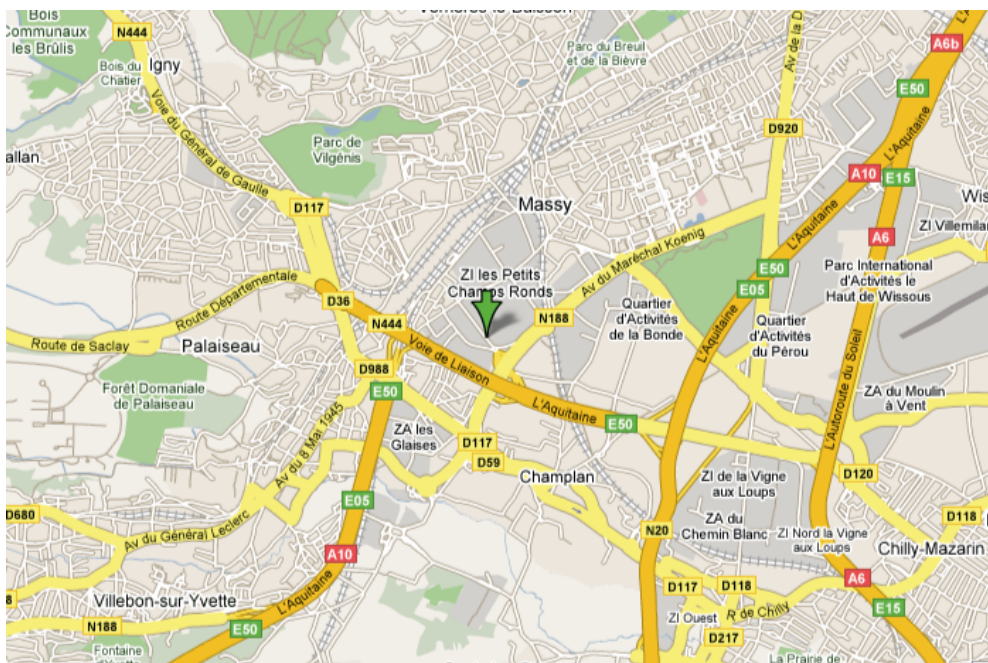 Bois
Communaux
les Brûlis
N444
Igny
Bois du
Chatier
Parc du Breuil
et de la Bièvre
A6b
Av de la D
L'A
E50
L'Aquitaine
Voie du Général de Gaulle
Parc de
Vilgénis
D920
allan
A10
E15
D117
Massy
Wis
ZI Villemila
A6
L'Aquitaine
Av du Maréchal Koenig
ZI les Petits
Champs Ronds
E50
E05
Parc International
d'Activités le
Haut de Wissous
Route Départementale
D36
N444
N188
Quartier
d'Activités
de la Bonde
Quartier
d'Activités
du Pérou
Route de Saclay
Palaiseau
Voie de Liaison
L'Aquitaine
L'Autoroute du Soleil
D988
E50
Forêt Domaniale
de Palaiseau
L'Aquitaine
E50
ZA du Moulin
à Vent
Av du 8 Mai 1945
ZA les
Glaises
D117
D59
Champlan
ZI de la Vigne
aux Loups
D120
E05
D680
Av du Général Leclerc
N20
ZA du
Chemin Blanc
ZI Nord la Vigne
aux Loups
D118
Chilly-Mazarin
A10
L'Aquitaine
D117
D118
A6
R de Chilly
E15
8
Villebon-sur-Yvette
N188
E50
ZI Ouest
D217
Fontaine
La Prairie de